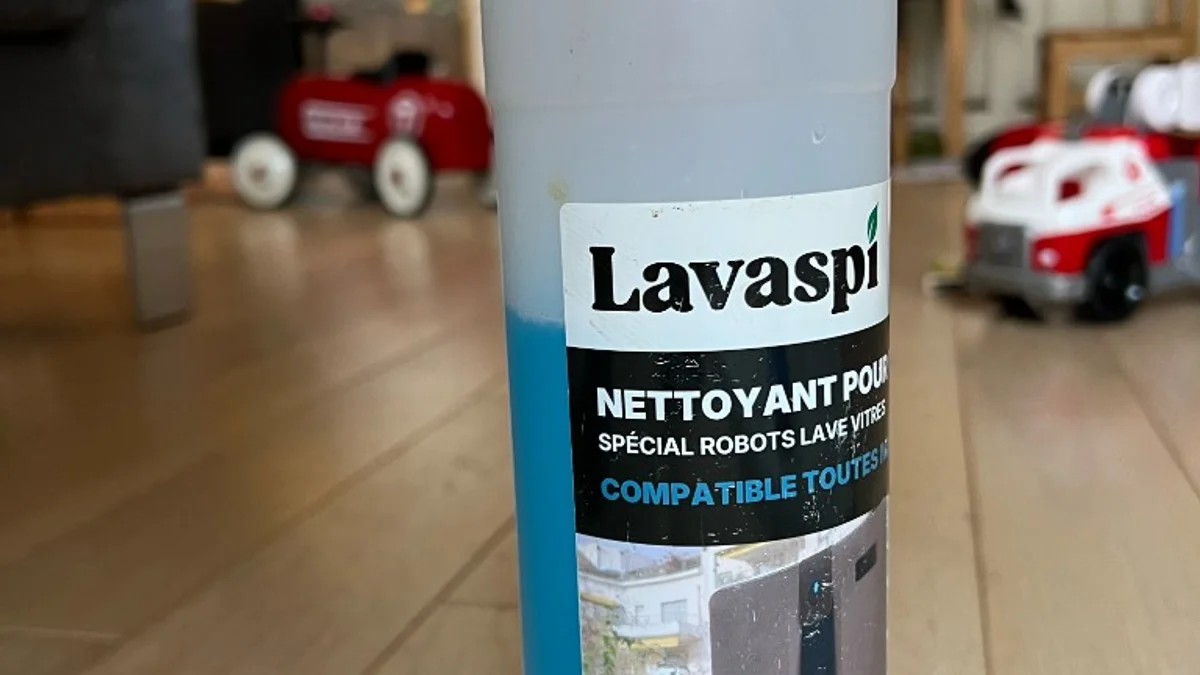 Lavaspi
NETTOYANT POUR
SPÉCIAL ROBOTS LAVE VITRES
COMPATIBLE TOUTES